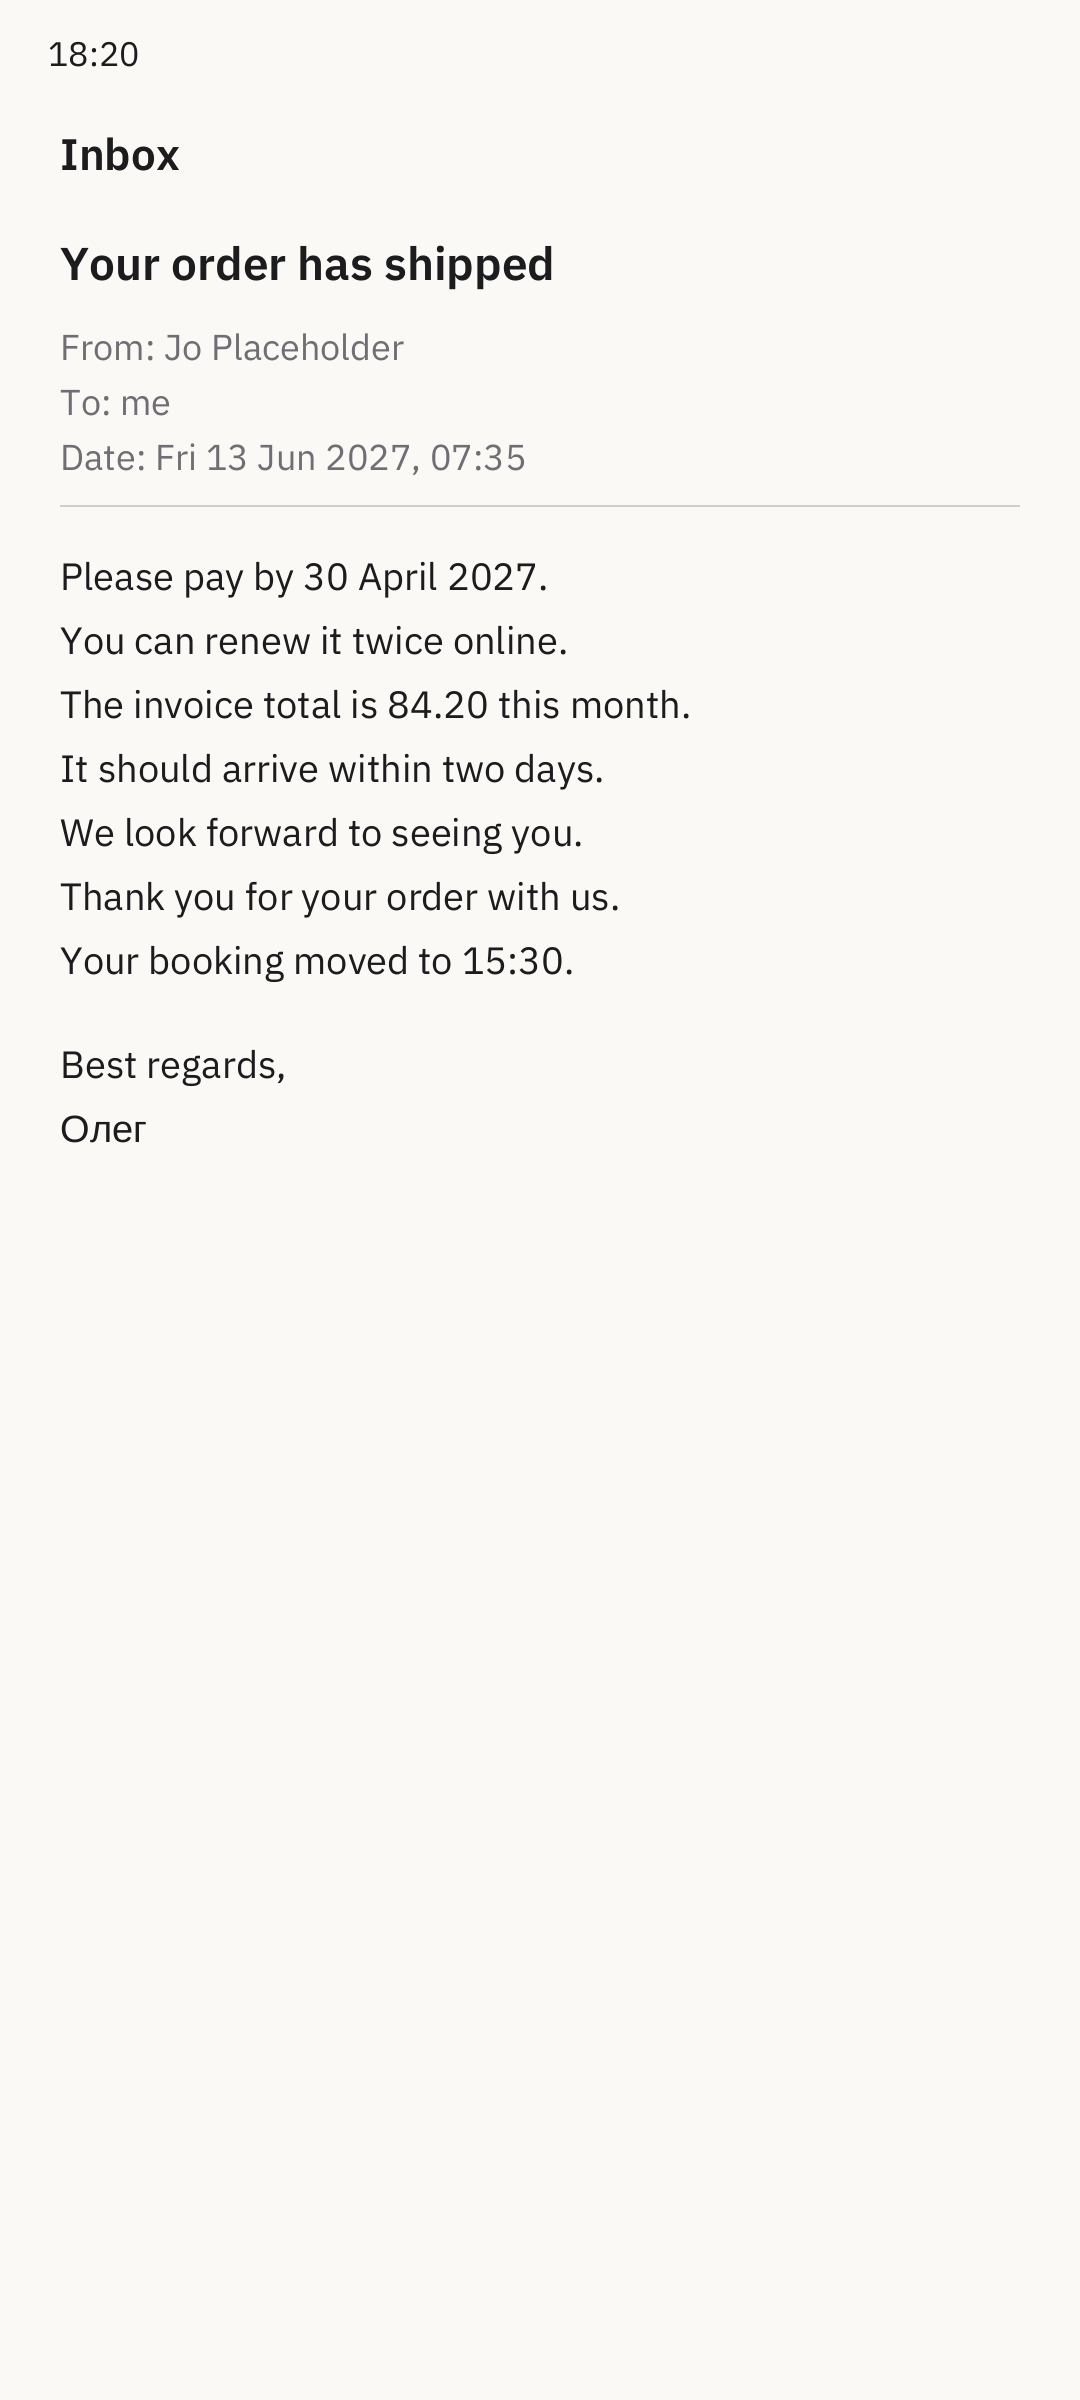 18:20
Inbox
Your order has shipped
From: Jo Placeholder
To: me
Date: Fri 13 Jun 2027, 07:35
Please pay by 30 April 2027.
You can renew it twice online.
The invoice total is 84.20 this month.
It should arrive within two days.
We look forward to seeing you.
Thank you for your order with us.
Your booking moved to 15:30.
Best regards,
Олег